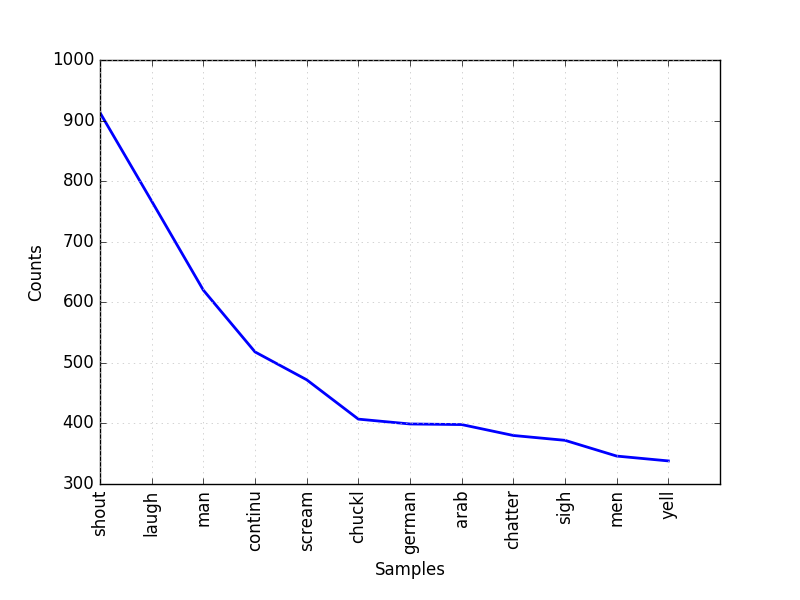 1000
900
800
700
600
500
400
300
Counts
shout
laugh
man
continu
scream
chuckl
german
arab
chatter
sigh
men
yell
Samples